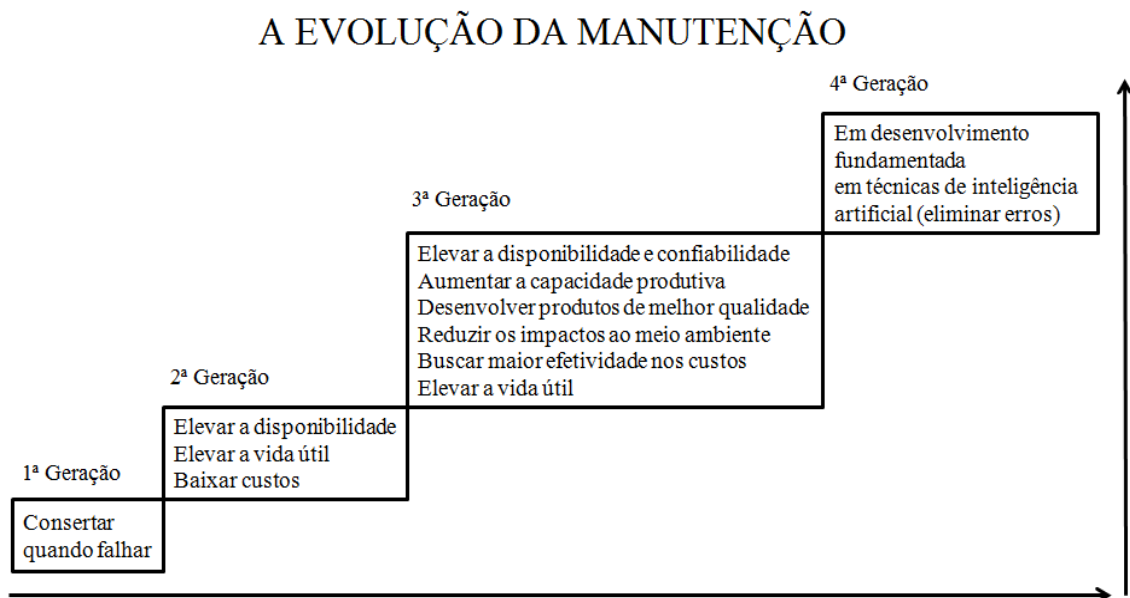 A EVOLUÇÃO DA MANUTENÇÃO
1ª Geração
Consertar
quando falhar
2ª Geração
Elevar a disponibilidade
Elevar a vida útil
Baixar custos
3ª Geração
Elevar a disponibilidade e confiabilidade
Aumentar a capacidade produtiva
Desenvolver produtos de melhor qualidade
Reduzir os impactos ao meio ambiente
Buscar maior efetividade nos custos
Elevar a vida útil
4ª Geração
Em desenvolvimento
fundamentada
em técnicas de inteligência
artificial (eliminar erros)